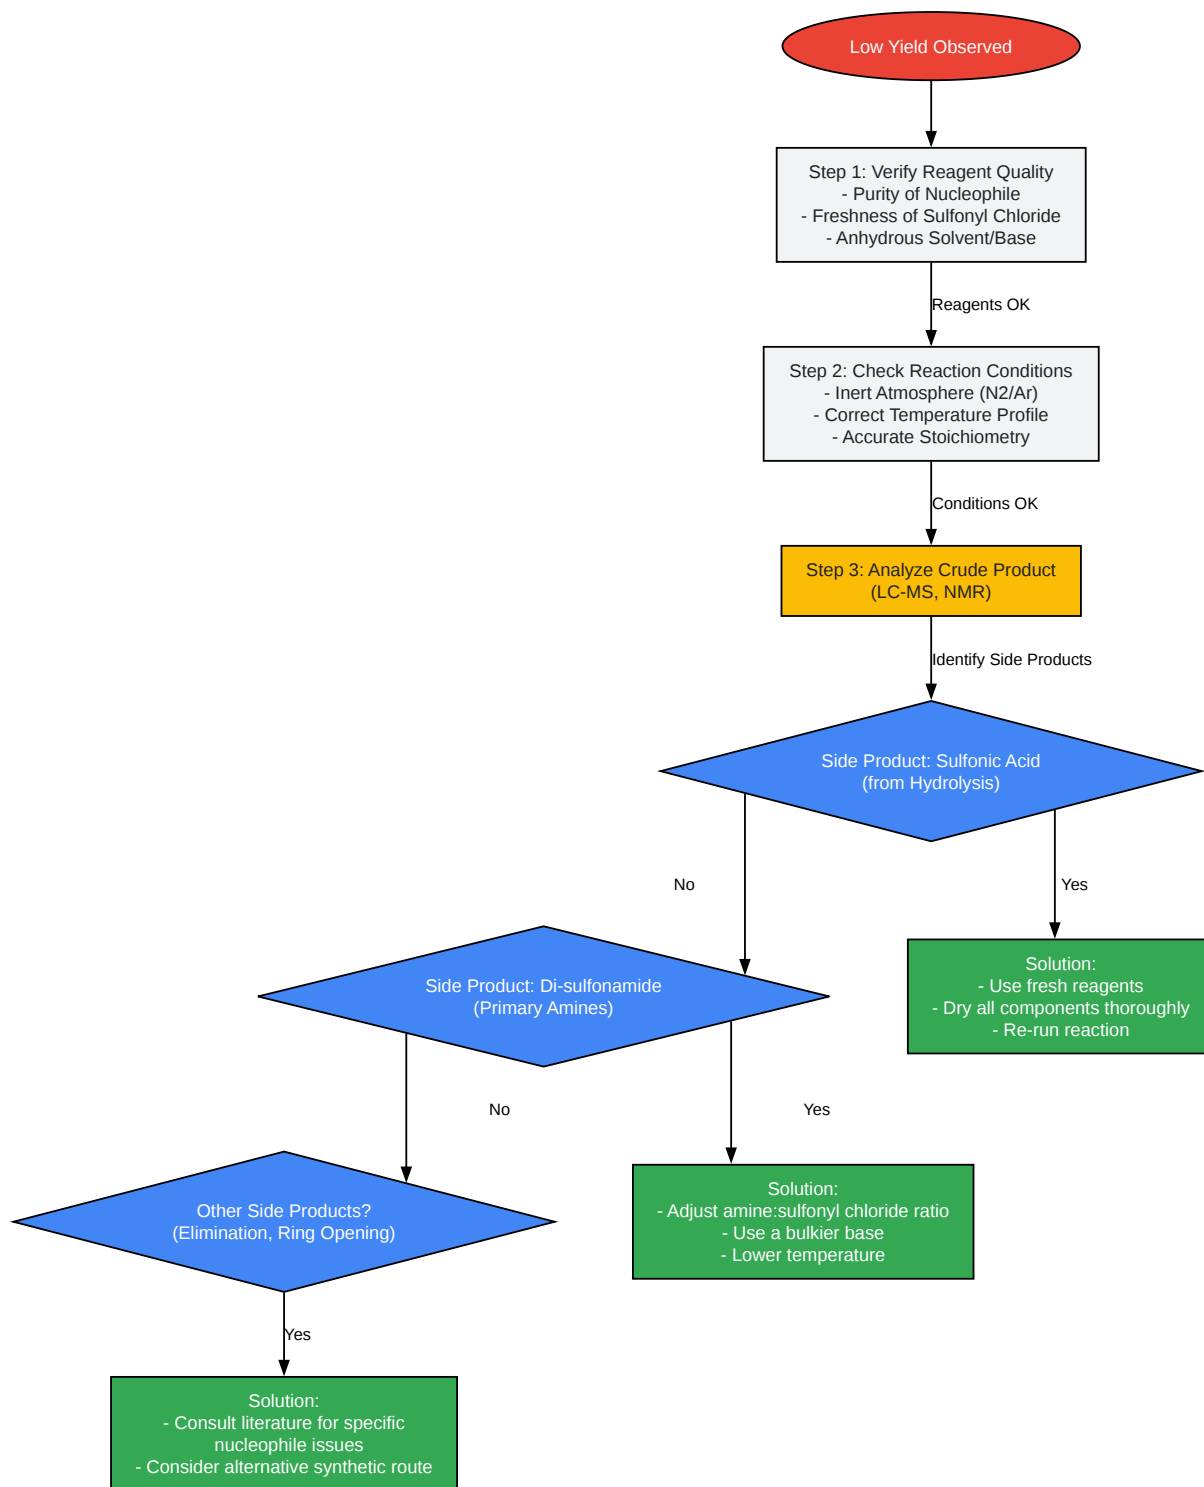 Low Yield Observed
Step 1: Verify Reagent Quality
- Purity of Nucleophile
- Freshness of Sulfonyl Chloride
- Anhydrous Solvent/Base
Reagents OK
Step 2: Check Reaction Conditions
- Inert Atmosphere (N2/Ar)
- Correct Temperature Profile
- Accurate Stoichiometry
Conditions OK
Step 3: Analyze Crude Product
(LC-MS, NMR)
Identify Side Products
Side Product: Sulfonic Acid
(from Hydrolysis)
No
Yes
Solution:
- Use fresh reagents
- Dry all components thoroughly
- Re-run reaction
Side Product: Di-sulfonamide
(Primary Amines)
No
Yes
Solution:
- Adjust amine:sulfonyl chloride ratio
- Use a bulkier base
- Lower temperature
Other Side Products?
(Elimination, Ring Opening)
Yes
Solution:
- Consult literature for specific
nucleophile issues
- Consider alternative synthetic route